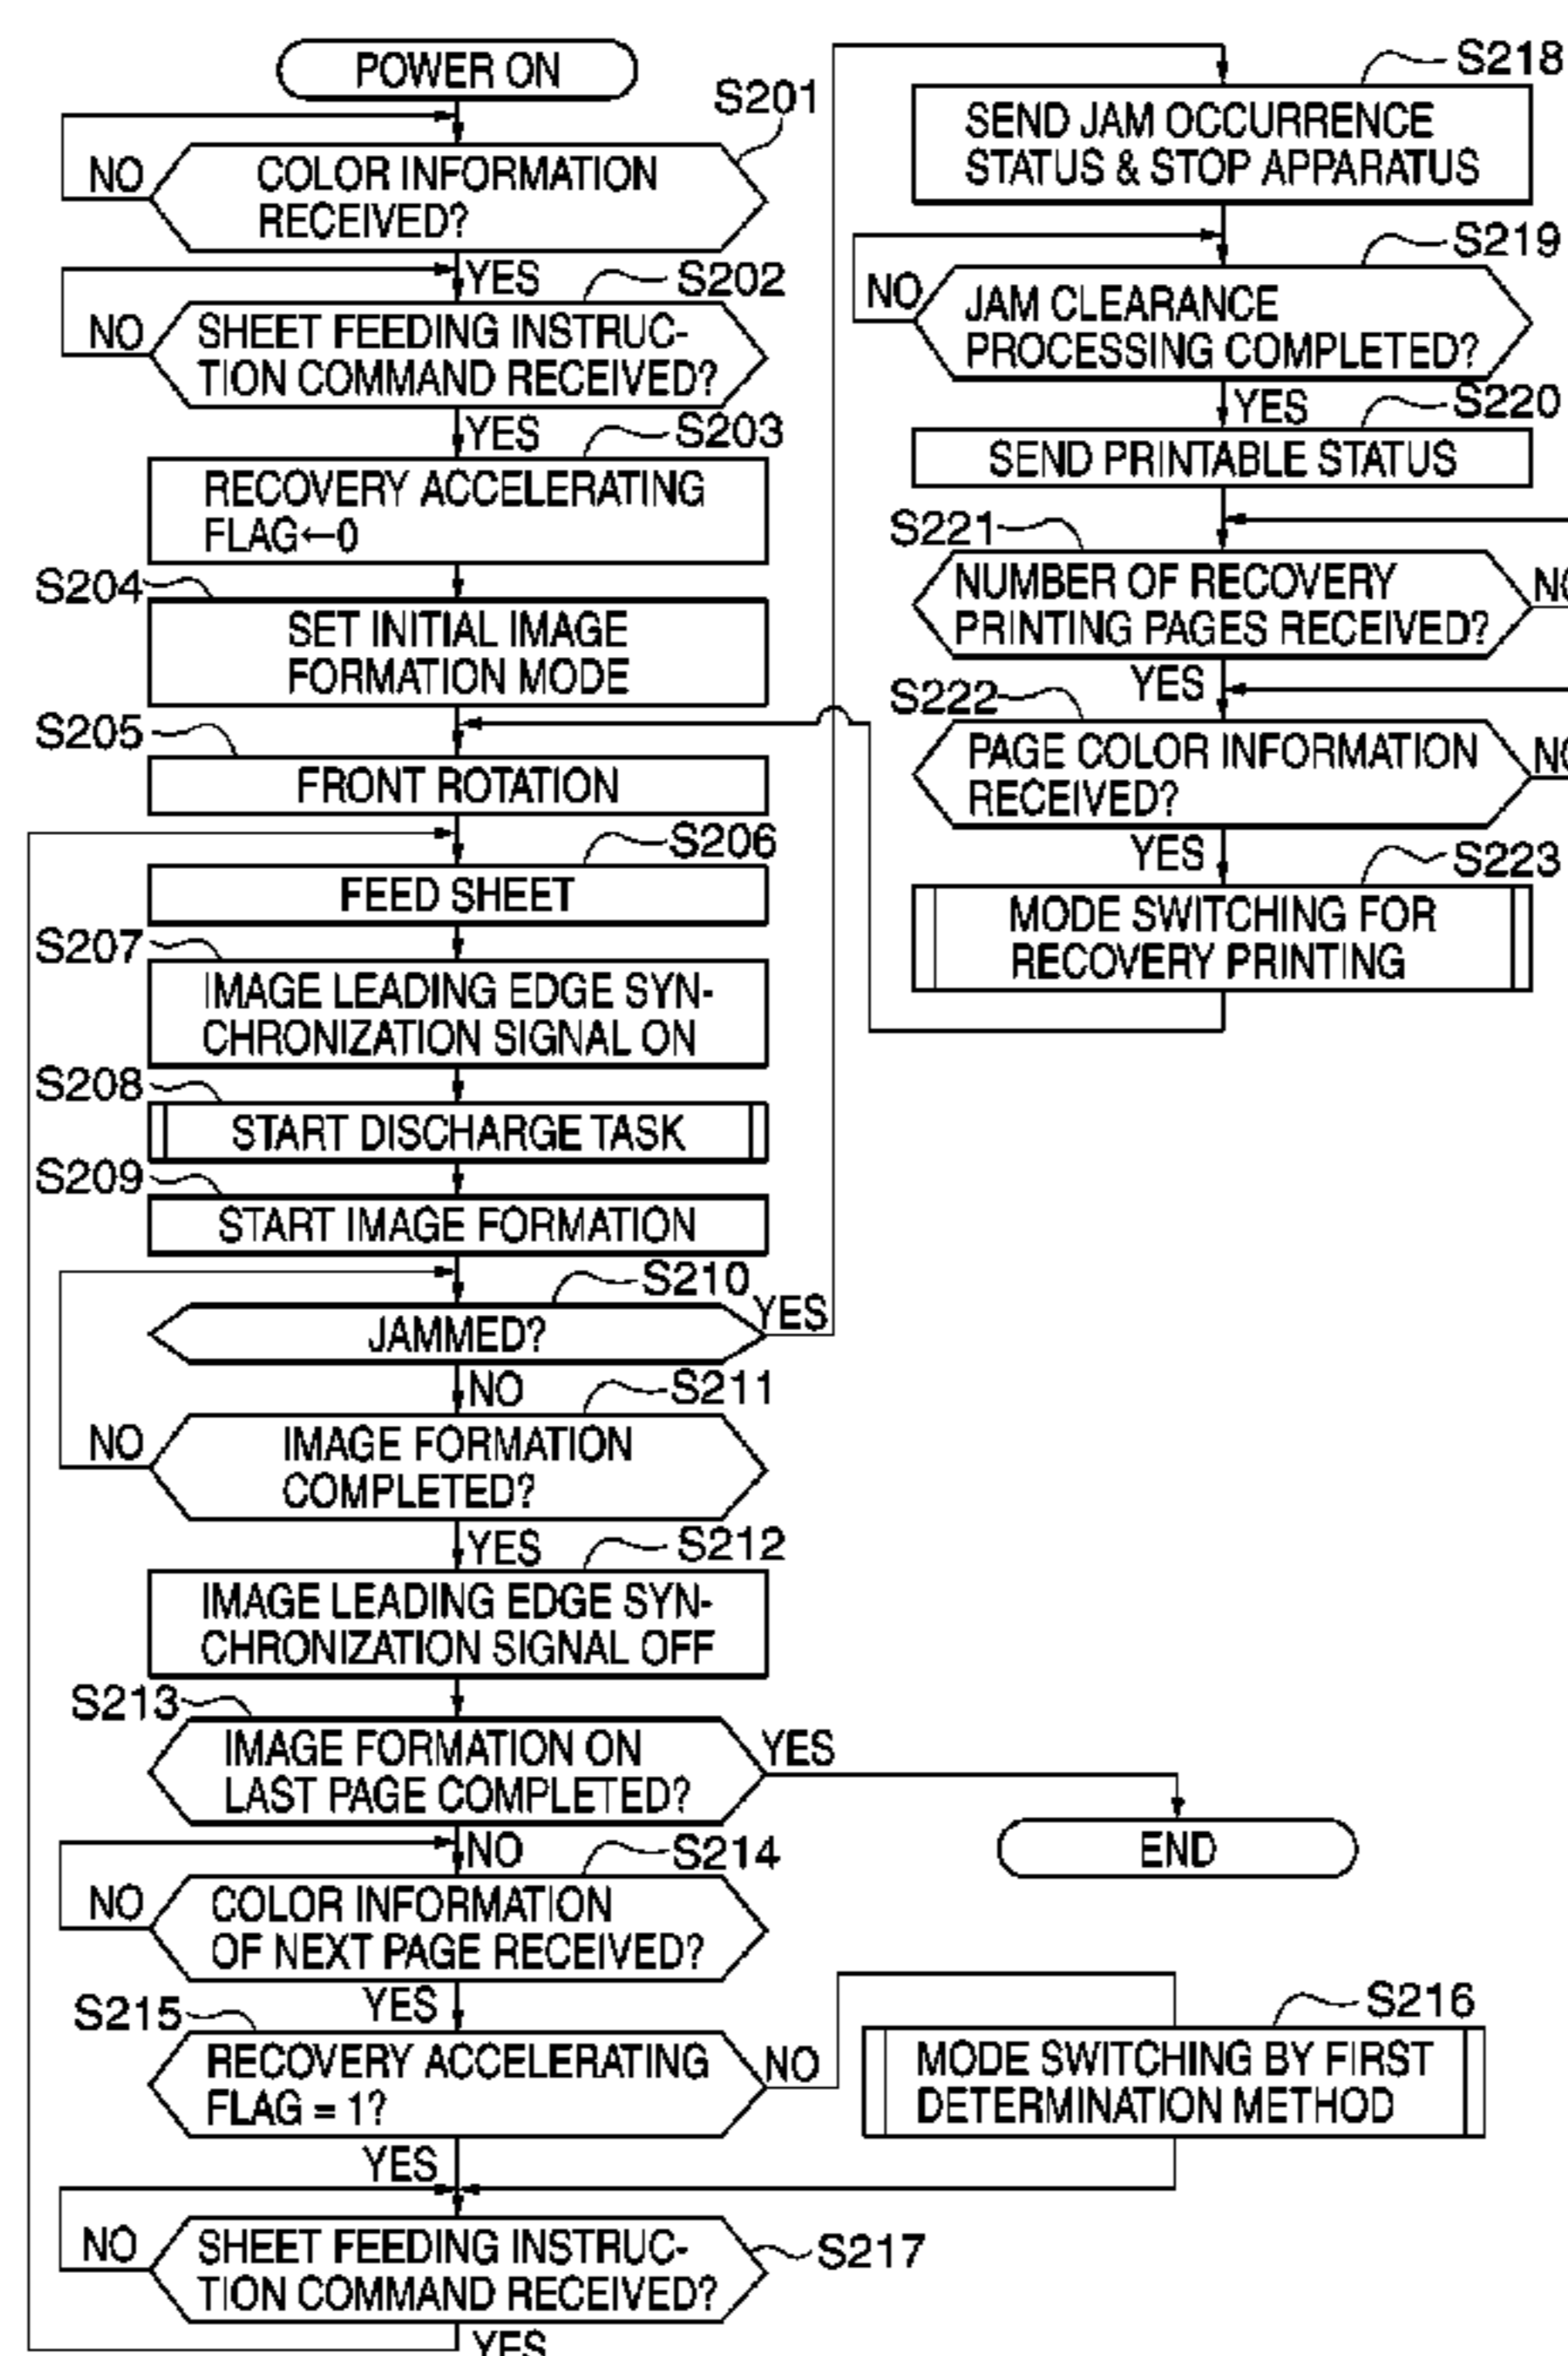 POWER ON
S201
NO
COLOR INFORMATION
RECEIVED?
YES
S202
NO
SHEET FEEDING INSTRUC-
TION COMMAND RECEIVED?
YES
S203
RECOVERY ACCELERATING
FLAG←0
S204
SET INITIAL IMAGE
FORMATION MODE
S205
FRONT ROTATION
S206
FEED SHEET
S207
IMAGE LEADING EDGE SYN-
CHRONIZATION SIGNAL ON
S208
START DISCHARGE TASK
S209
START IMAGE FORMATION
S210
JAMMED?
YES
NO
S211
NO
IMAGE FORMATION
COMPLETED?
YES
S212
IMAGE LEADING EDGE SYN-
CHRONIZATION SIGNAL OFF
S213
IMAGE FORMATION ON
LAST PAGE COMPLETED?
YES
END
NO
S214
NO
COLOR INFORMATION
OF NEXT PAGE RECEIVED?
YES
S215
RECOVERY ACCELERATING
FLAG = 1?
NO
S216
MODE SWITCHING BY FIRST
DETERMINATION METHOD
YES
NO
SHEET FEEDING INSTRUC-
TION COMMAND RECEIVED?
S217
YES
S218
SEND JAM OCCURRENCE
STATUS & STOP APPARATUS
S219
NO
JAM CLEARANCE
PROCESSING COMPLETED?
YES
S220
SEND PRINTABLE STATUS
S221
NUMBER OF RECOVERY
PRINTING PAGES RECEIVED?
NO
YES
S222
PAGE COLOR INFORMATION
RECEIVED?
NO
YES
S223
MODE SWITCHING FOR
RECOVERY PRINTING